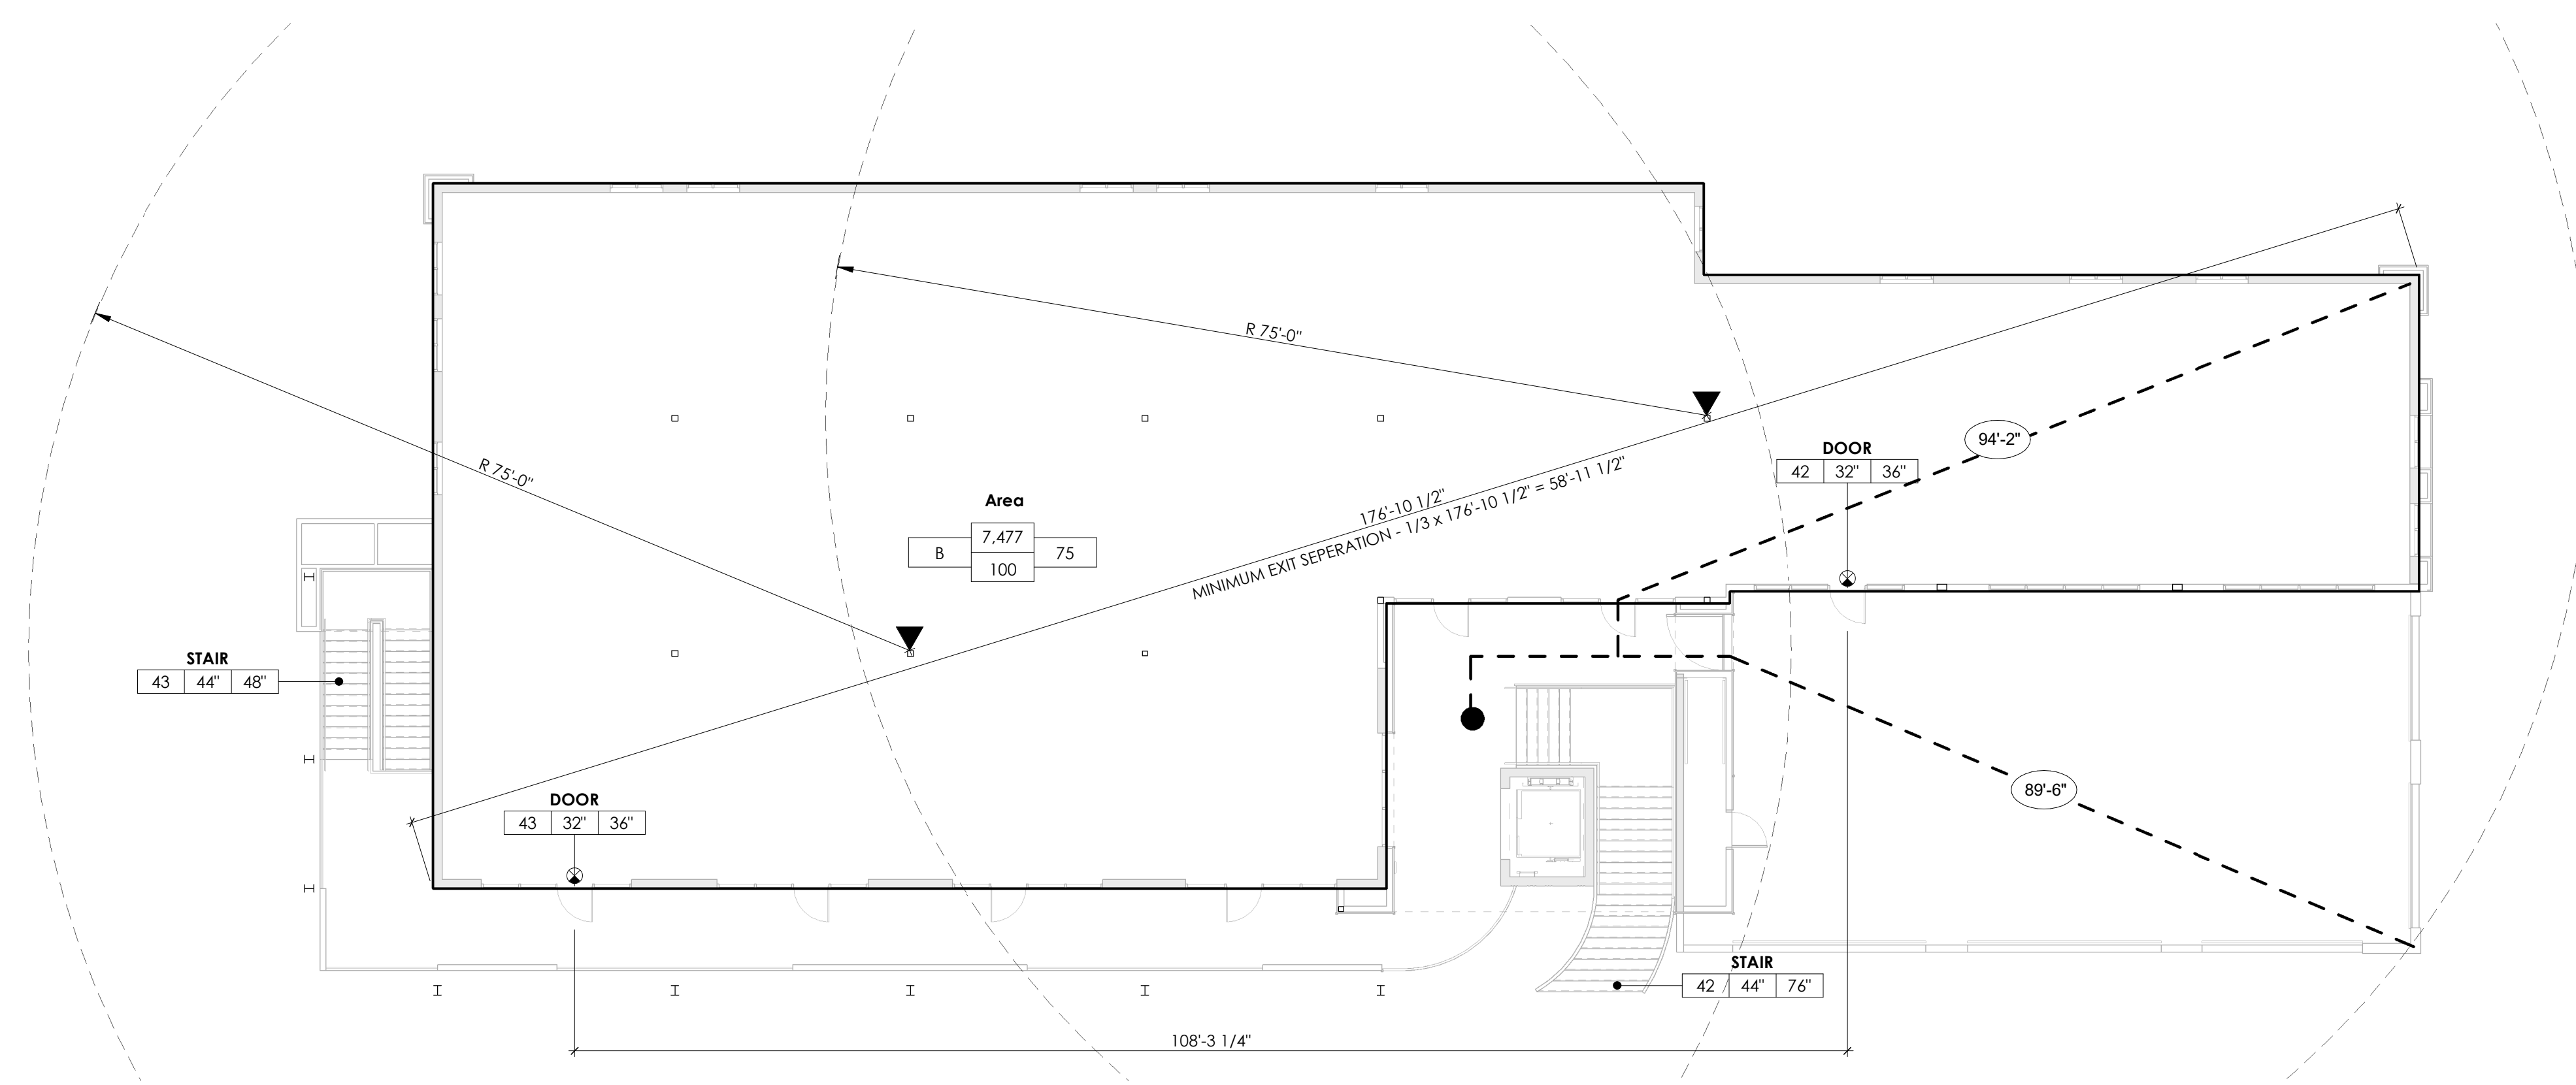 R 75'-0"
R 75'-0"
94'-2"
DOOR
42 32" 36"
Area
7,477
B 75
100
176'-10 1/2"
MINIMUM EXIT SEPERATION - 1/3 x 176'-10 1/2" = 58'-11 1/2"
STAIR
43 44" 48"
DOOR
43 32" 36"
89'-6"
STAIR
42 44" 76"
108'-3 1/4"